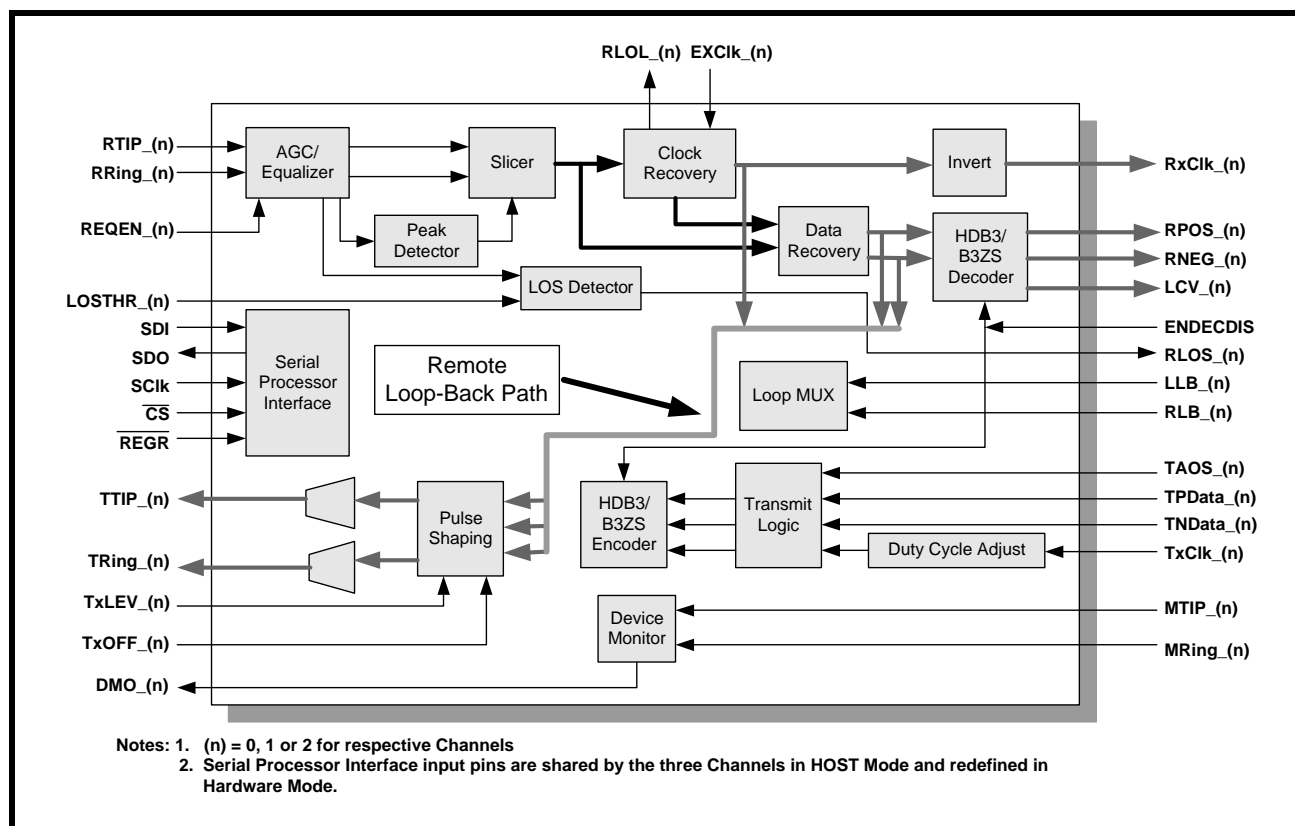 RLOL_(n) EXClk_(n)
RTIP_(n)
RRing_(n)
REQEN_(n)
LOSTHR_(n)
SDI
SDO
SClk
CS
REGR
TTIP_(n)
TRing_(n)
TxLEV_(n)
TxOFF_(n)
DMO_(n)
AGC/
Equalizer
Slicer
Clock
Recovery
Invert
Peak
Detector
Data
Recovery
HDB3/
B3ZS
Decoder
LOS Detector
Serial
Processor
Interface
Remote
Loop-Back Path
Loop MUX
Pulse
Shaping
HDB3/
B3ZS
Encoder
Transmit
Logic
Duty Cycle Adjust
Device
Monitor
RxClk_(n)
RPOS_(n)
RNEG_(n)
LCV_(n)
ENDECDIS
RLOS_(n)
LLB_(n)
RLB_(n)
TAOS_(n)
TPData_(n)
TNData_(n)
TxClk_(n)
MTIP_(n)
MRing_(n)
Notes: 1. (n) = 0, 1 or 2 for respective Channels
2. Serial Processor Interface input pins are shared by the three Channels in HOST Mode and redefined in
Hardware Mode.